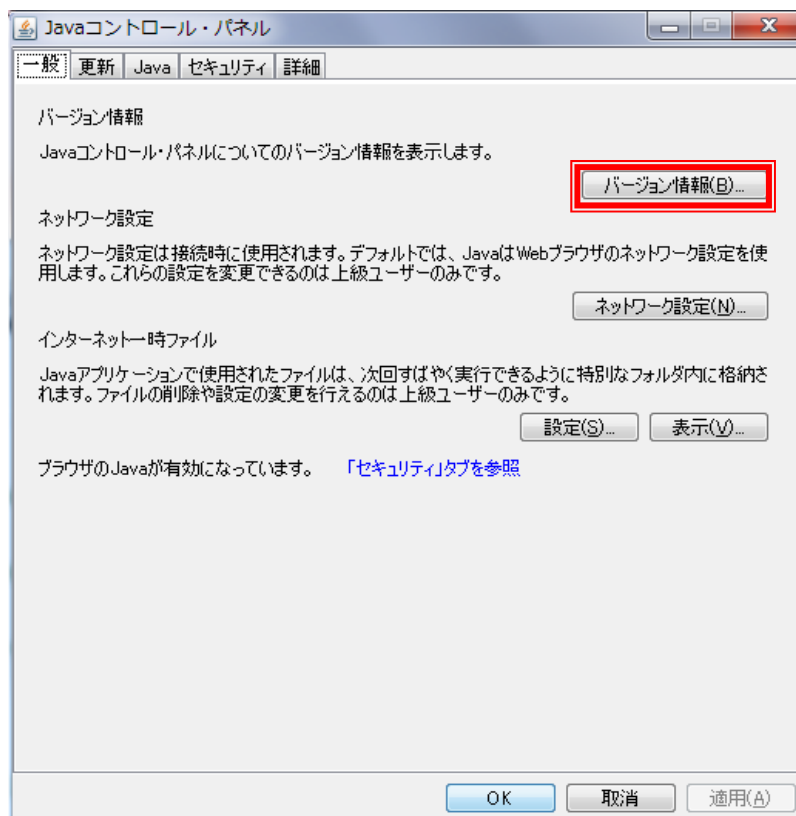 Javaコントロール・パネル
一般 更新 Java セキュリティ 詳細
バージョン情報
Javaコントロール・パネルについてのバージョン情報を表示します。
バージョン情報(B)...
ネットワーク設定
ネットワーク設定は接続時に使用されます。デフォルトでは、JavaはWebブラウザのネットワーク設定を使
用します。これらの設定を変更できるのは上級ユーザーのみです。
ネットワーク設定(N)...
インターネット一時ファイル
Javaアプリケーションで使用されたファイルは、次回すばやく実行できるように特別なフォルダ内に格納さ
れます。ファイルの削除や設定の変更を行えるのは上級ユーザーのみです。
設定(S)... 表示(V)...
ブラウザのJavaが有効になっています。 「セキュリティ」タブを参照
OK 取消 適用(A)